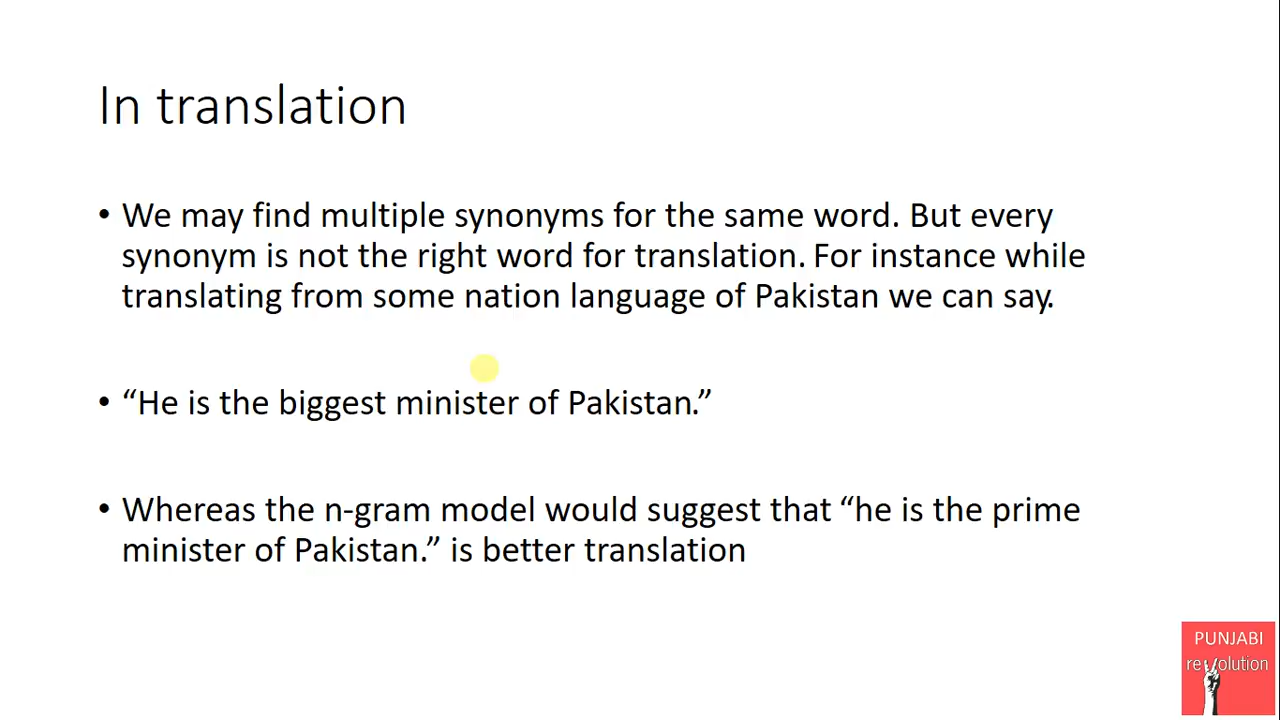 In translation
• We may find multiple synonyms for the same word. But every
synonym is not the right word for translation. For instance while
translating from some nation language of Pakistan we can say.
• “He is the biggest minister of Pakistan.”
• Whereas the n-gram model would suggest that “he is the prime
minister of Pakistan.” is better translation
PUNJABI
revolution